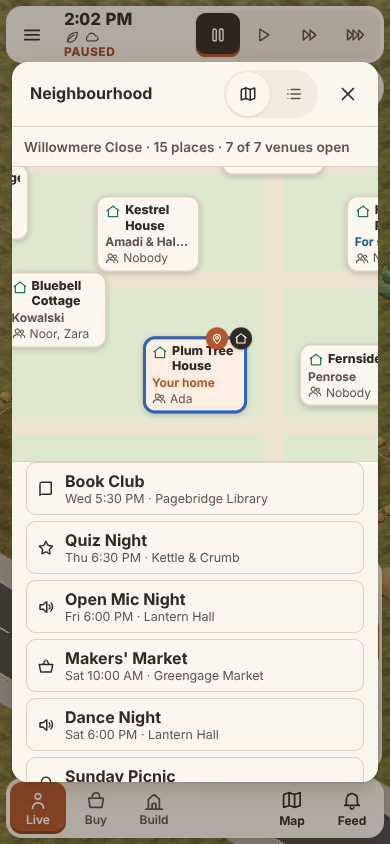 2:02 PM
PAUSED
Neighbourhood
Willowmere Close · 15 places · 7 of 7 venues open
Kestrel
House
Amadi & Hal...
Nobody
For
Bluebell
Cottage
Kowalski
Noor, Zara
Plum Tree
House
Your home
Ada
Fernside
Penrose
Nobody
Book Club
Wed 5:30 PM · Pagebridge Library
Quiz Night
Thu 6:30 PM · Kettle & Crumb
Open Mic Night
Fri 6:00 PM · Lantern Hall
Makers' Market
Sat 10:00 AM · Greengage Market
Dance Night
Sat 6:00 PM · Lantern Hall
Sunday Picnic
Live
Buy
Build
Map
Feed